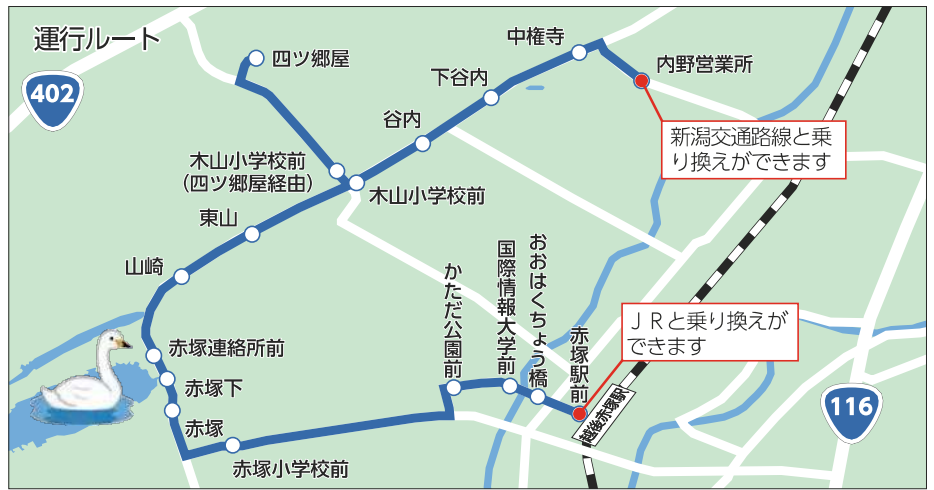 運行ルート
402
四ツ郷屋
中権寺
内野営業所
下谷内
谷内
新潟交通路線と乗
り換えができます
木山小学校前
(四ツ郷屋経由)
木山小学校前
東山
山崎
かただ公園前
国際情報大学前
おおはくちょう橋
赤塚駅前
JRと乗り換えが
できます
赤塚連絡所前
赤塚下
赤塚
赤塚小学校前
越後赤塚駅
116